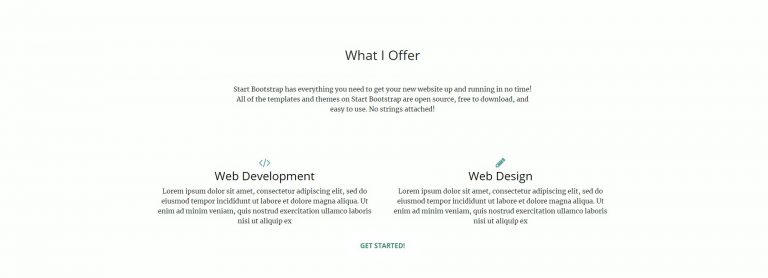 What I Offer
Start Bootstrap has everything you need to get your new website up and running in no time!
All of the templates and themes on Start Bootstrap are open source, free to download, and
easy to use. No strings attached!
Web Development
Lorem ipsum dolor sit amet, consectetur adipiscing elit, sed do
eiusmod tempor incididunt ut labore et dolore magna aliqua. Ut
enim ad minim veniam, quis nostrud exercitation ullamco laboris
nisi ut aliquip ex
Web Design
Lorem ipsum dolor sit amet, consectetur adipiscing elit, sed do
eiusmod tempor incididunt ut labore et dolore magna aliqua. Ut
enim ad minim veniam, quis nostrud exercitation ullamco laboris
nisi ut aliquip ex
GET STARTED!